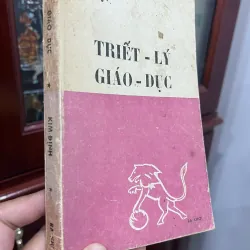 TRIẾT - LÝ
GIÁO - DỤC
GIÁO DỤC
KIM ĐỊNH